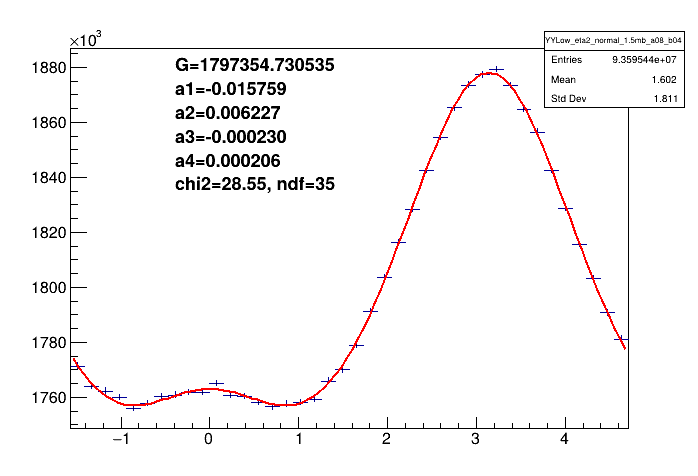 ×10³
YYLow_eta2_normal_1.5mb_a08_b04
Entries 9.359544e+07
Mean 1.602
Std Dev 1.811
G=1797354.730535
a1=-0.015759
a2=0.006227
a3=-0.000230
a4=0.000206
chi2=28.55, ndf=35
1880
1860
1840
1820
1800
1780
1760
−1 0 1 2 3 4